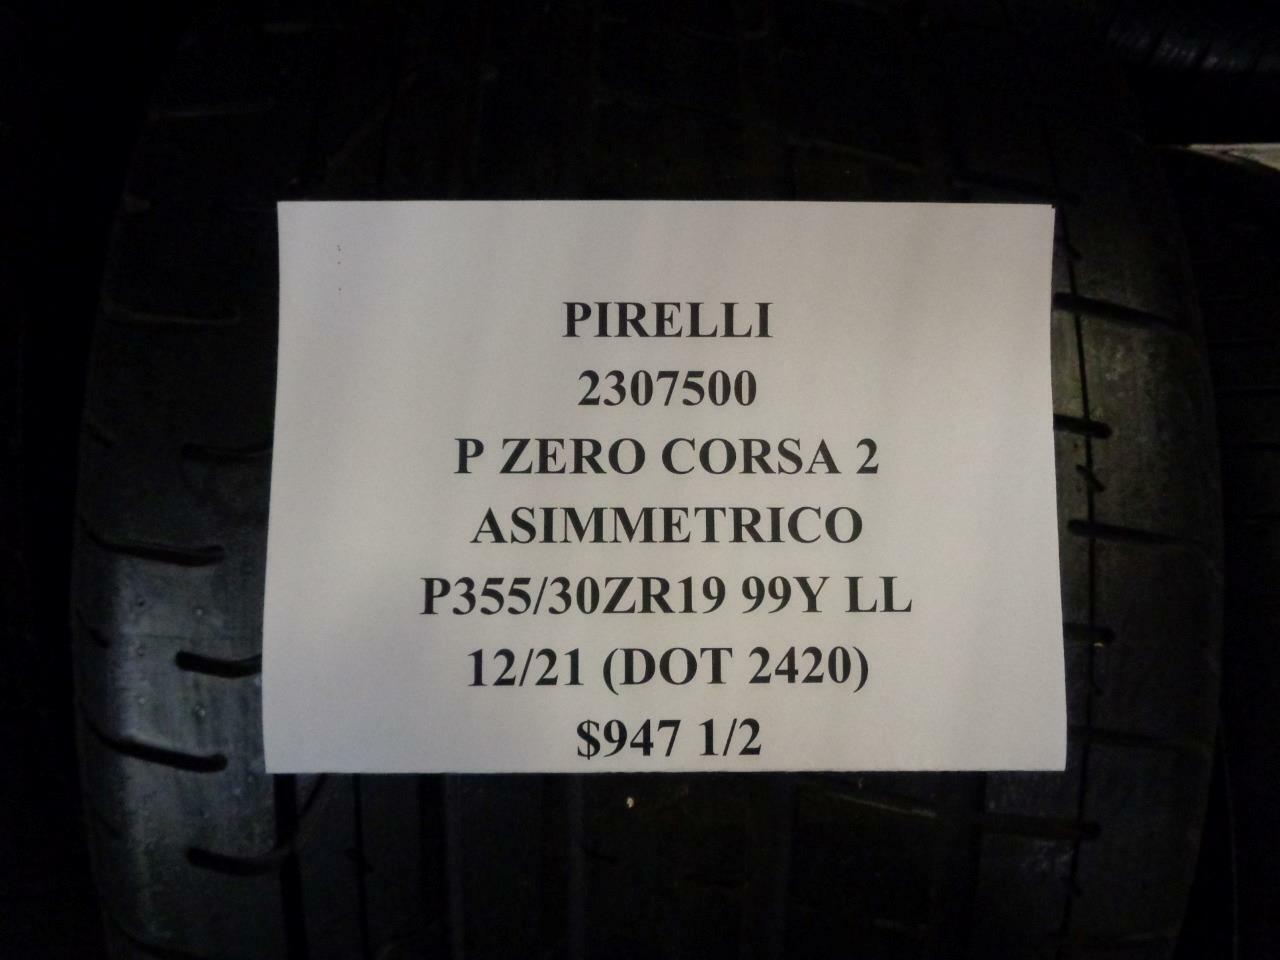 PIRELLI
2307500
P ZERO CORSA 2
ASIMMETRICO
P355/30ZR19 99Y LL
12/21 (DOT 2420)
$947 1/2